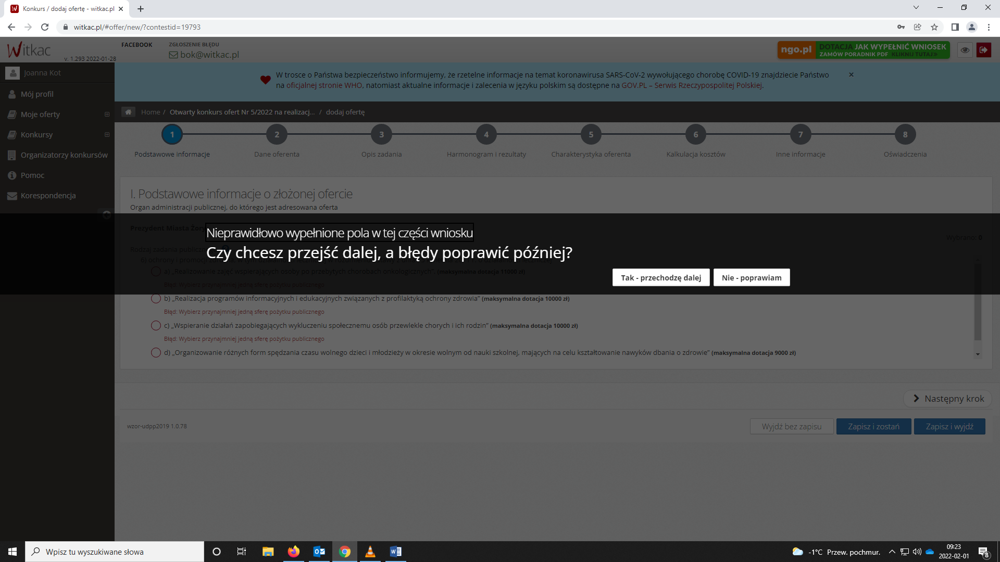 Konkurs / dodaj ofertę - witkac.pl
witkac.pl/#offer/new/?contestid=19793
Witkac
v. 1.293 2022-01-28
FACEBOOK
ZGŁOSZENIE BŁĘDU
bok@witkac.pl
ngo.pl
DOTACJA JAK WYPEŁNIĆ WNIOSEK
ZAMÓW PORADNIK PDF KLIKNIJ TUTAJ »
Joanna Kot
Mój profil
Moje oferty
Konkursy
Organizatorzy konkursów
Pomoc
Korespondencja
W trosce o Państwa bezpieczeństwo informujemy, że rzetelne informacje na temat koronawirusa SARS-CoV-2 wywołującego chorobę COVID-19 znajdziecie Państwo
na oficjalnej stronie WHO, natomiast aktualne informacje i zalecenia w języku polskim są dostępne na GOV.PL – Serwis Rzeczypospolitej Polskiej.
Home / Otwarty konkurs ofert Nr 5/2022 na realizacj... / dodaj ofertę
1 2 3 4 5 6 7 8
Podstawowe informacje Dane oferenta Opis zadania Harmonogram i rezultaty Charakterystyka oferenta Kalkulacja kosztów Inne informacje Oświadczenia
I. Podstawowe informacje o złożonej ofercie
Organ administracji publicznej, do którego jest adresowana oferta
Prezydent Miasta Żory
Nieprawidłowo wypełnione pola w tej części wniosku
Wybrano: 0
Rodzaj zadania
Czy chcesz przejść dalej, a błędy poprawić później?
6) ochrony i promocji
a) „Realizowanie zajęć wspierających osoby po przebytych chorobach onkologicznych”. (maksymalna dotacja 11000 zł)
Tak - przechodzę dalej
Nie - poprawiam
Błąd: Wybierz przynajmniej jedną sferę pożytku publicznego
b) „Realizacja programów informacyjnych i edukacyjnych związanych z profilaktyką ochrony zdrowia” (maksymalna dotacja 10000 zł)
Błąd: Wybierz przynajmniej jedną sferę pożytku publicznego
c) „Wspieranie działań zapobiegających wykluczeniu społecznemu osób przewlekle chorych i ich rodzin” (maksymalna dotacja 10000 zł)
Błąd: Wybierz przynajmniej jedną sferę pożytku publicznego
d) „Organizowanie różnych form spędzania czasu wolnego dzieci i młodzieży w okresie wolnym od nauki szkolnej, mających na celu kształtowanie nawyków dbania o zdrowie” (maksymalna dotacja 9000 zł)
Następny krok
wzor-udpp2019 1.0.78
Wyjdź bez zapisu
Zapisz i zostań
Zapisz i wyjdź
Wpisz tu wyszukiwane słowa
-1°C Przew. pochmur.
09:23
2022-02-01
8